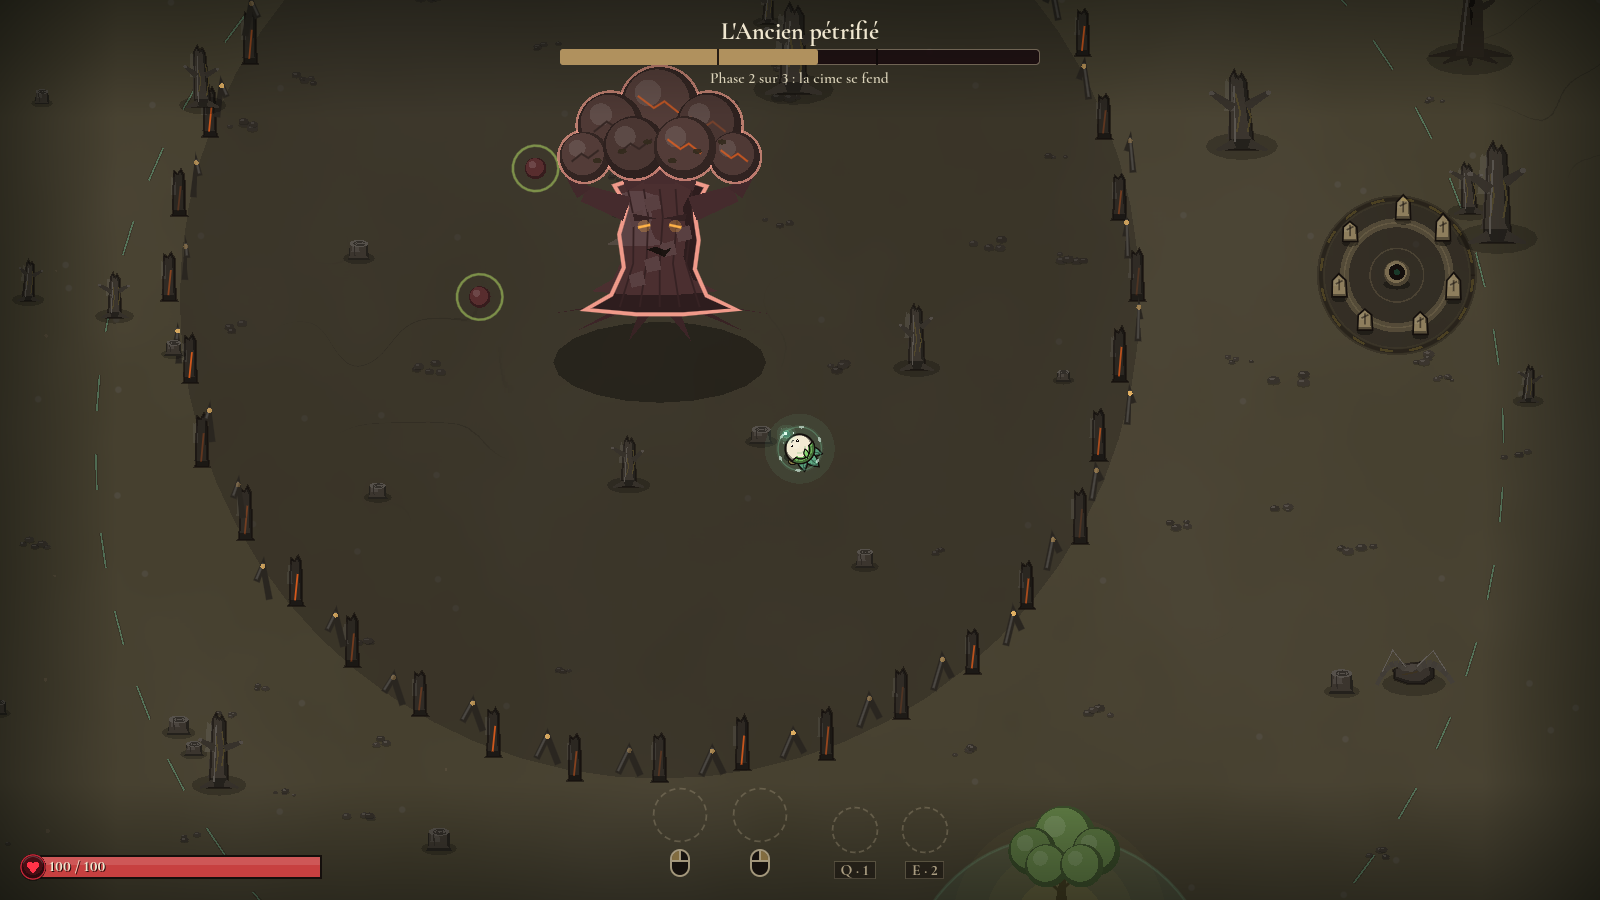 L'Ancien pétrifié
Phase 2 sur 3 : la cime se fend
100 / 100
Q · 1
E · 2